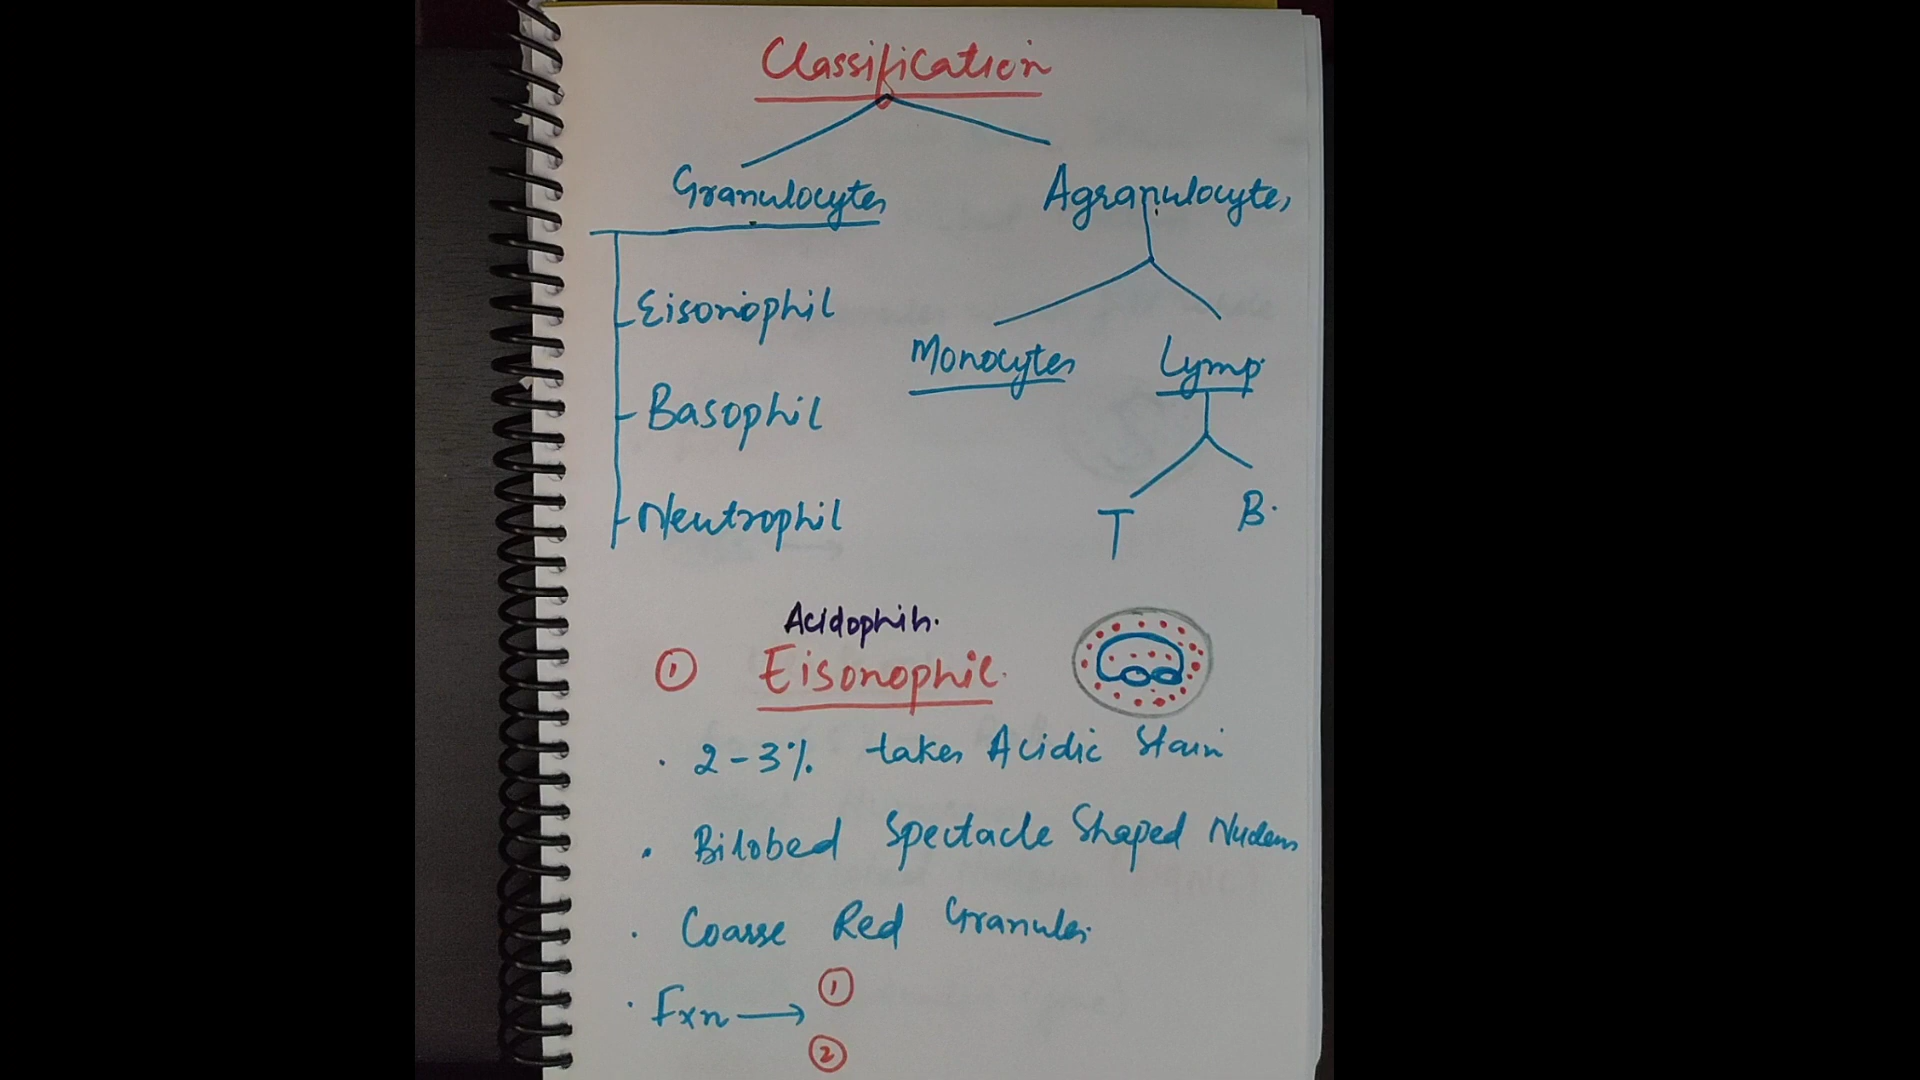 Classification
Granulocytes Agranulocytes
Eisonophil
Monocytes Lymp.
Basophil
Neutrophil
T B.
Acidophils.
① Eisonophil.
• 2-3% takes Acidic Stain
• Bilobed Spectacle Shaped Nucleus
• Coarse Red Granules.
• Fxn → ①
②